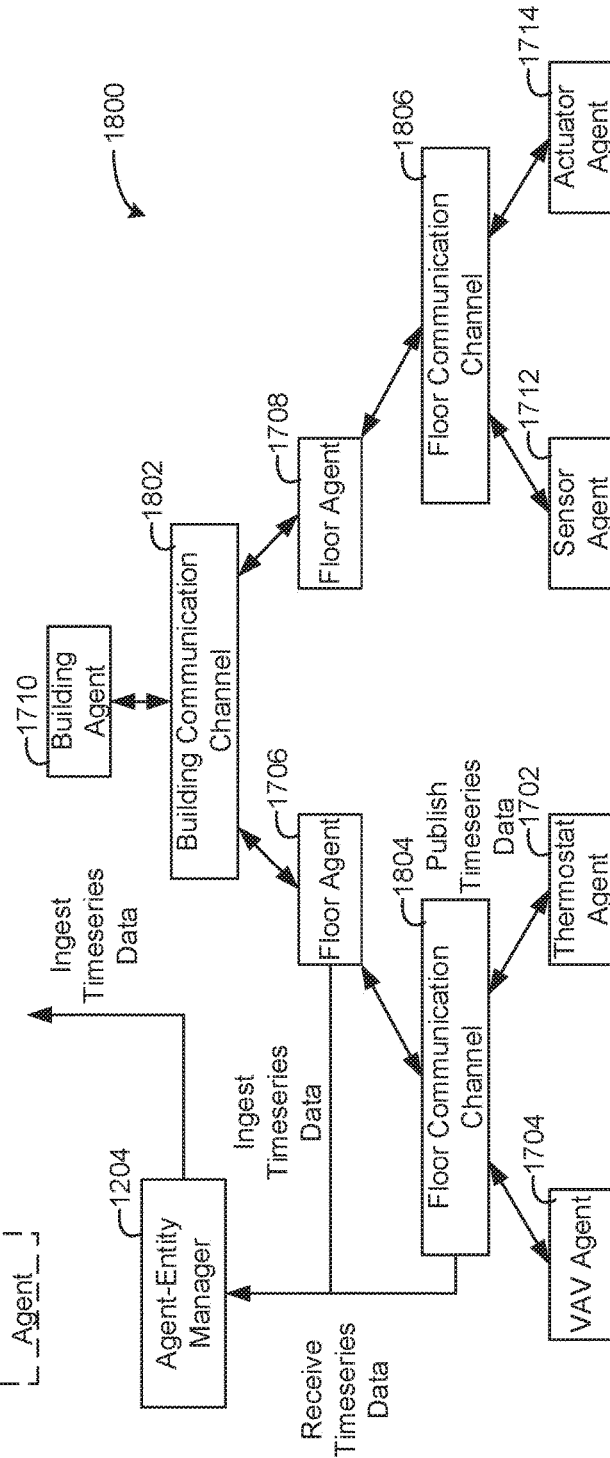 Agent
1800
1204
Agent-Entity
Manager
Ingest
Timeseries
Data
1710
Building
Agent
1802
Building Communication
Channel
Receive
Timeseries
Data
Ingest
Timeseries
Data
1706
Floor Agent
1708
Floor Agent
1804
Floor Communication
Channel
Publish
Timeseries
Data
1806
Floor Communication
Channel
1704
VAV Agent
1702
Thermostat
Agent
1712
Sensor
Agent
1714
Actuator
Agent